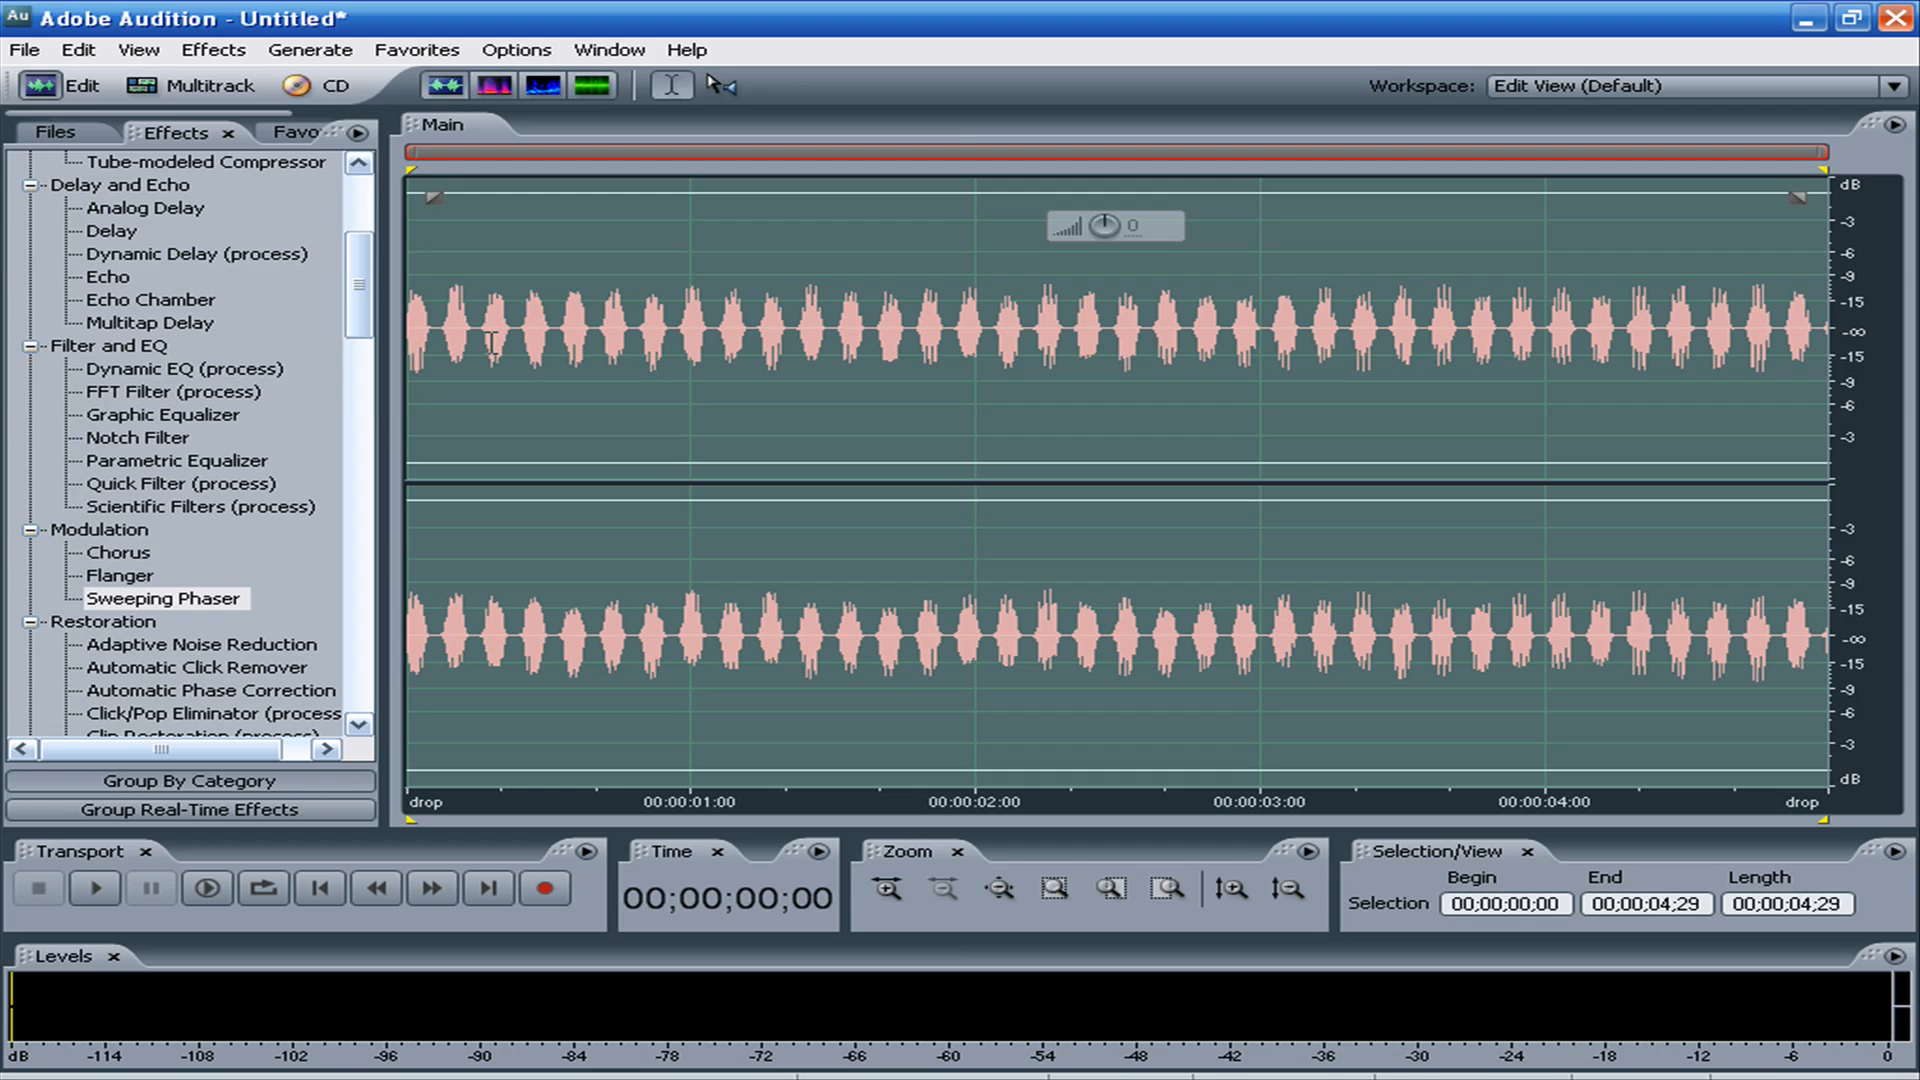 Au Adobe Audition - Untitled*
File Edit View Effects Generate Favorites Options Window Help
Edit Multitrack CD Workspace: Edit View (Default)
Files Effects x Favo
Main
Tube-modeled Compressor
Delay and Echo
Analog Delay
Delay
Dynamic Delay (process)
Echo
Echo Chamber
Multitap Delay
Filter and EQ
Dynamic EQ (process)
FFT Filter (process)
Graphic Equalizer
Notch Filter
Parametric Equalizer
Quick Filter (process)
Scientific Filters (process)
Modulation
Chorus
Flanger
Sweeping Phaser
Restoration
Adaptive Noise Reduction
Automatic Click Remover
Automatic Phase Correction
Click/Pop Eliminator (process
Clip Restoration (process)
Group By Category
Group Real-Time Effects
0
dB
-3
-6
-9
-15
-∞
-15
-9
-6
-3
-3
-6
-9
-15
-∞
-15
-9
-6
-3
dB
drop 00:00:01:00 00:00:02:00 00:00:03:00 00:00:04:00 drop
Transport x
Time x
00;00;00;00
Zoom x
Selection/View x
Begin End Length
Selection 00;00;00;00 00;00;04;29 00;00;04;29
Levels x
dB -114 -108 -102 -96 -90 -84 -78 -72 -66 -60 -54 -48 -42 -36 -30 -24 -18 -12 -6 0